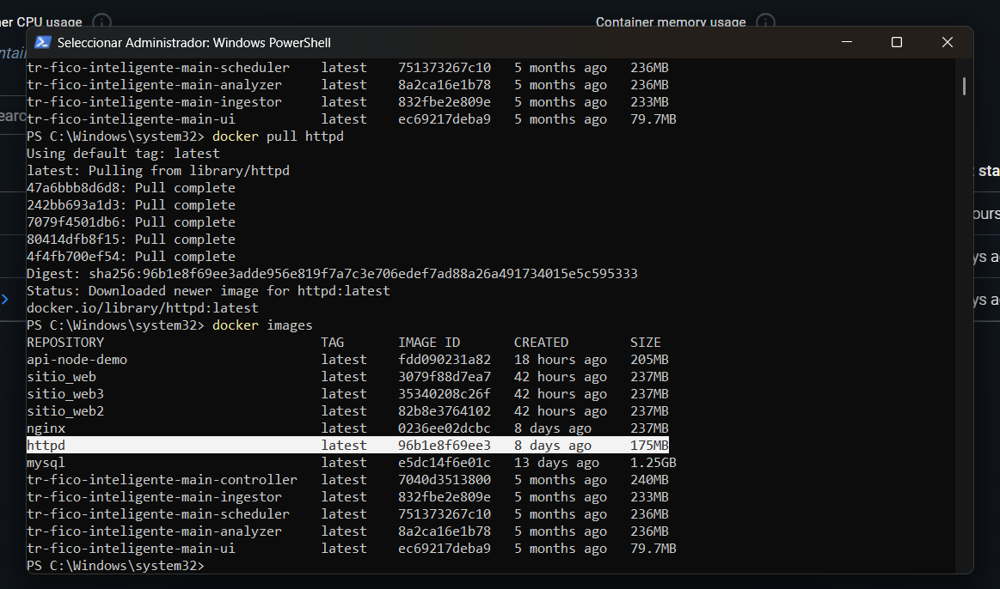 ner CPU usage
Container memory usage
Seleccionar Administrador: Windows PowerShell
ntai
earc
t sta
ours
ys a
ys a
tr-fico-inteligente-main-scheduler latest 751373267c10 5 months ago 236MB
tr-fico-inteligente-main-analyzer latest 8a2ca16e1b78 5 months ago 236MB
tr-fico-inteligente-main-ingestor latest 832fbe2e809e 5 months ago 233MB
tr-fico-inteligente-main-ui latest ec69217deba9 5 months ago 79.7MB
PS C:\Windows\system32> docker pull httpd
Using default tag: latest
latest: Pulling from library/httpd
47a6bbb8d6d8: Pull complete
242bb693a1d3: Pull complete
7079f4501db6: Pull complete
80414dfb8f15: Pull complete
4f4fb700ef54: Pull complete
Digest: sha256:96b1e8f69ee3adde956e819f7a7c3e706edef7ad88a26a491734015e5c595333
Status: Downloaded newer image for httpd:latest
docker.io/library/httpd:latest
PS C:\Windows\system32> docker images
REPOSITORY TAG IMAGE ID CREATED SIZE
api-node-demo latest fdd090231a82 18 hours ago 205MB
sitio_web latest 3079f88d7ea7 42 hours ago 237MB
sitio_web3 latest 35340208c26f 42 hours ago 237MB
sitio_web2 latest 82b8e3764102 42 hours ago 237MB
nginx latest 0236ee02dcbc 8 days ago 237MB
httpd latest 96b1e8f69ee3 8 days ago 175MB
mysql latest e5dc14f6e01c 13 days ago 1.25GB
tr-fico-inteligente-main-controller latest 7040d3513800 5 months ago 240MB
tr-fico-inteligente-main-ingestor latest 832fbe2e809e 5 months ago 233MB
tr-fico-inteligente-main-scheduler latest 751373267c10 5 months ago 236MB
tr-fico-inteligente-main-analyzer latest 8a2ca16e1b78 5 months ago 236MB
tr-fico-inteligente-main-ui latest ec69217deba9 5 months ago 79.7MB
PS C:\Windows\system32>